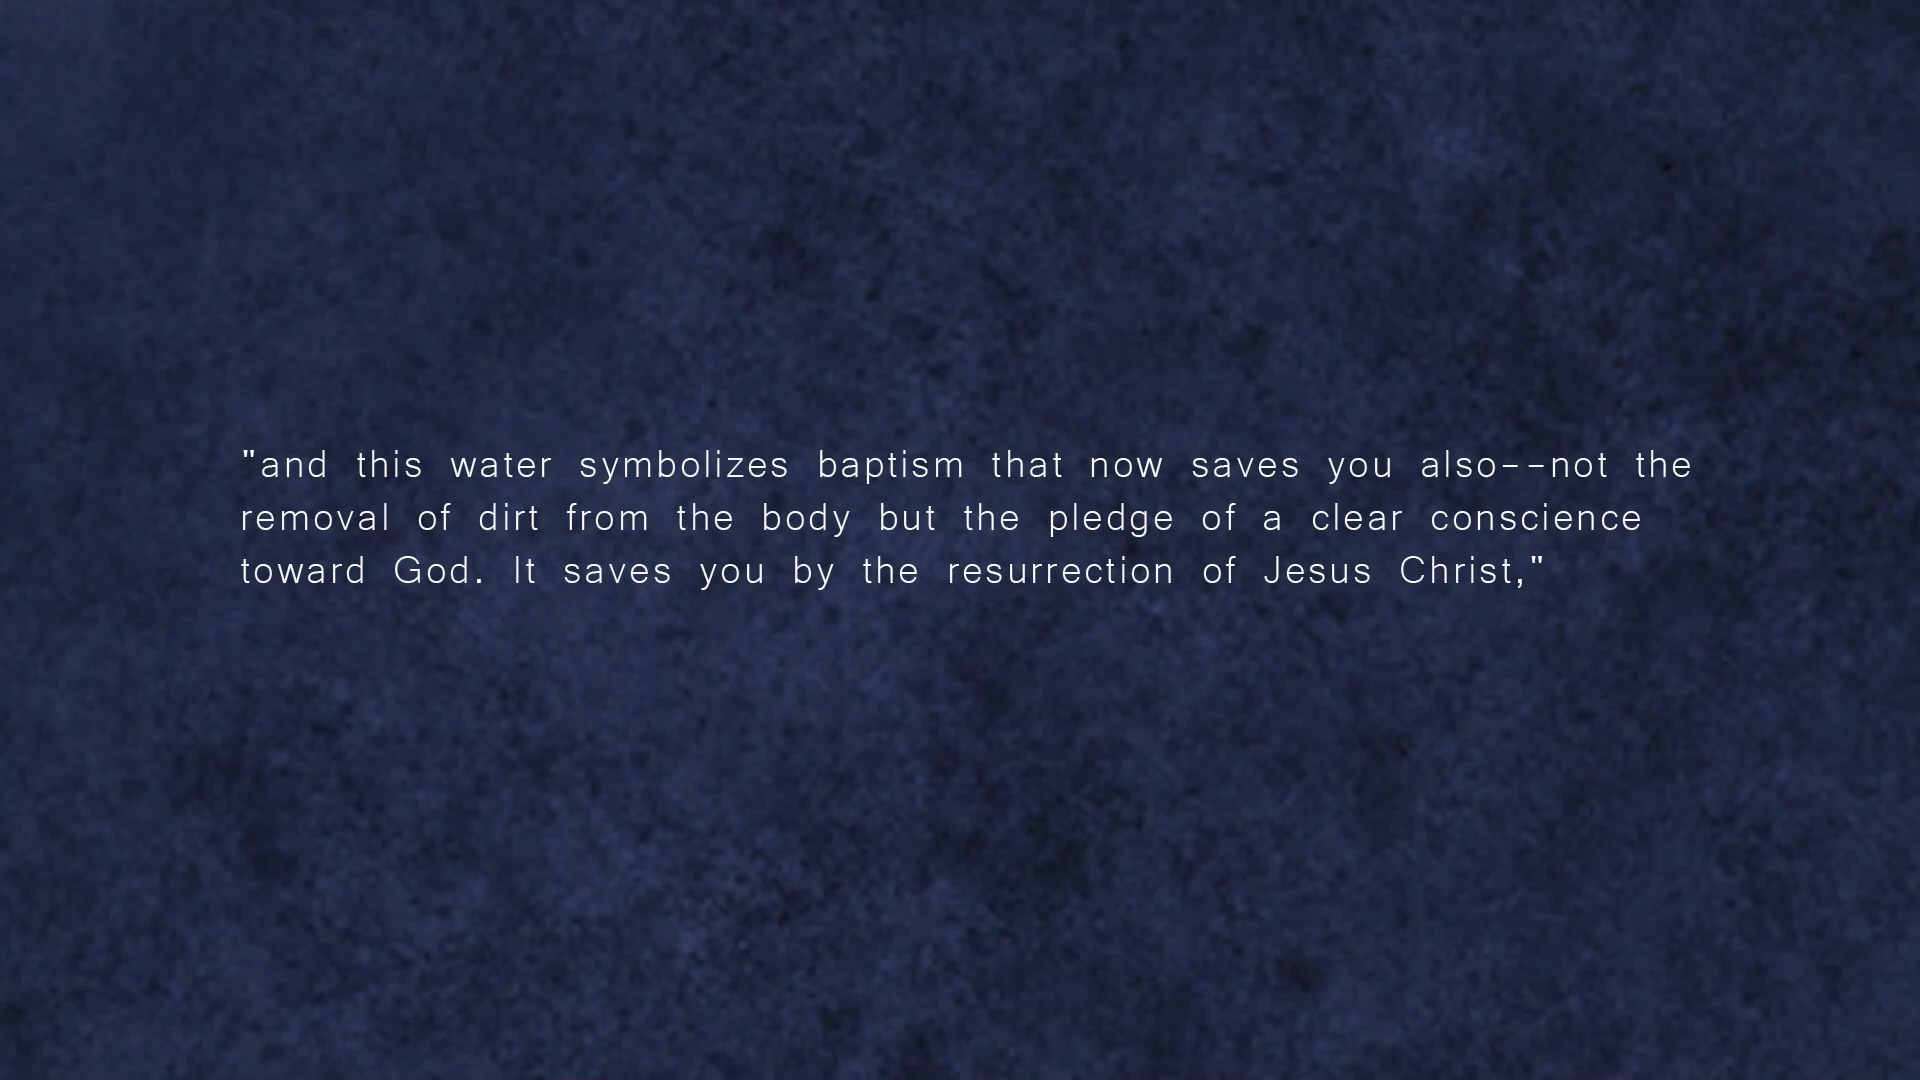 "and this water symbolizes baptism that now saves you also--not the
removal of dirt from the body but the pledge of a clear conscience
toward God. It saves you by the resurrection of Jesus Christ,"